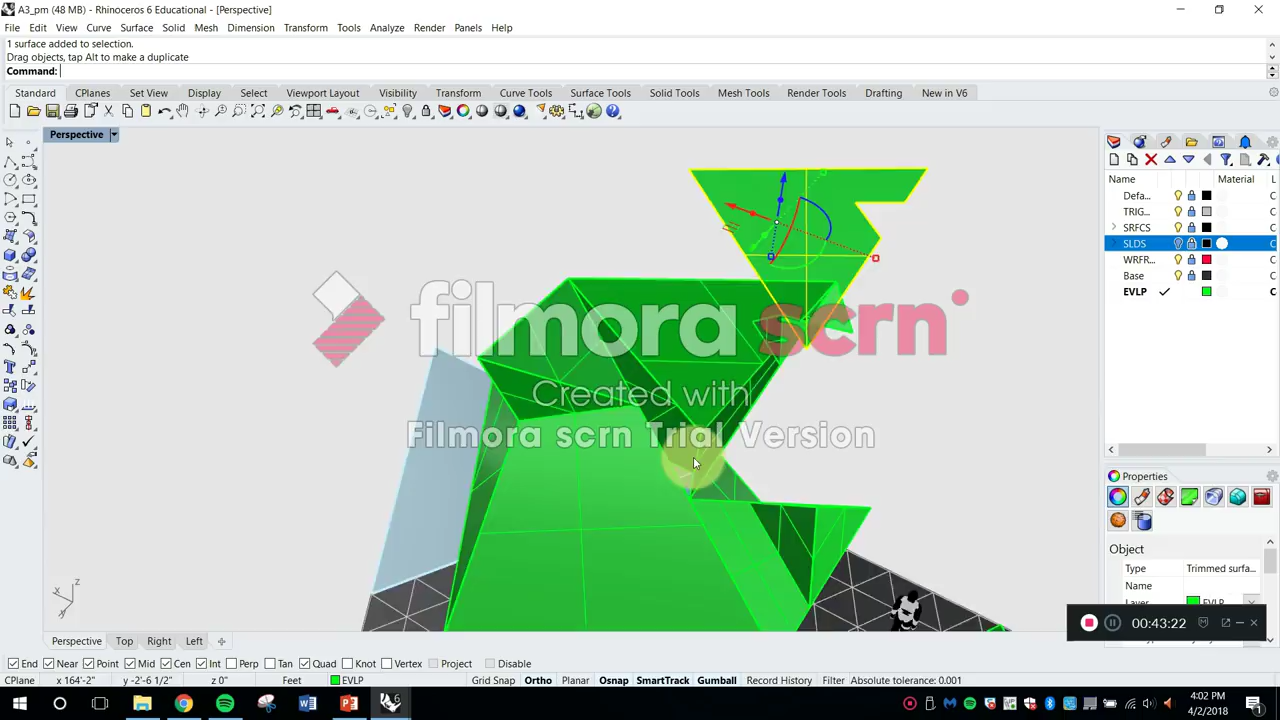 A3_pm (48 MB) - Rhinoceros 6 Educational - [Perspective]
File Edit View Curve Surface Solid Mesh Dimension Transform Tools Analyze Render Panels Help
1 surface added to selection.
Drag objects, tap Alt to make a duplicate
Command:
Standard CPlanes Set View Display Select Viewport Layout Visibility Transform Curve Tools Surface Tools Solid Tools Mesh Tools Render Tools Drafting New in V6
Perspective
Name Material L
Defa... C
TRIG... C
SRFCS C
SLDS C
WRFR... C
Base C
EVLP C
filmora scrn
Created with
Filmora scrn Trial Version
Properties
Object
Type Trimmed surfa...
Name
Layer EVLP
00:43:22
z
x
y
Perspective Top Right Left
End Near Point Mid Cen Int Perp Tan Quad Knot Vertex Project Disable
CPlane x 164'-2" y -2'-6 1/2" z 0" Feet EVLP Grid Snap Ortho Planar Osnap SmartTrack Gumball Record History Filter Absolute tolerance: 0.001
4:02 PM
4/2/2018